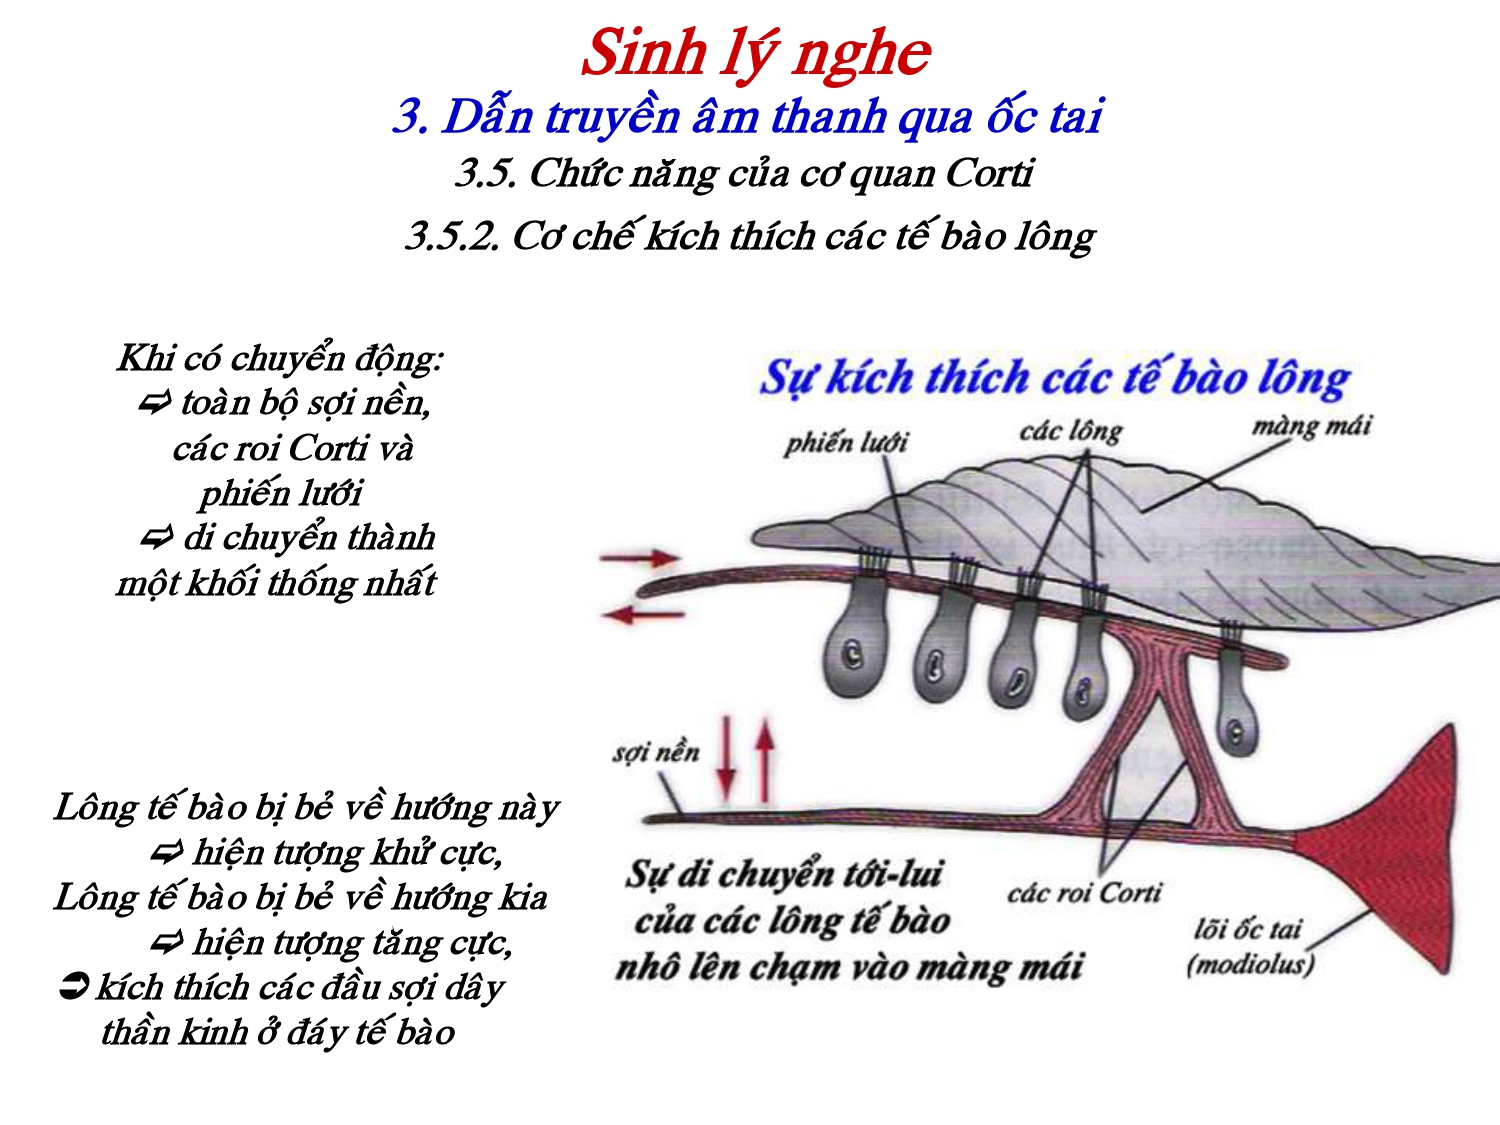 Sinh lý nghe
3. Dẫn truyền âm thanh qua ốc tai
3.5. Chức năng của cơ quan Corti
3.5.2. Cơ chế kích thích các tế bào lông
Khi có chuyển động:
⇨ toàn bộ sợi nền,
các roi Corti và
phiến lưới
⇨ di chuyển thành
một khối thống nhất
Lông tế bào bị bẻ về hướng này
⇨ hiện tượng khử cực,
Lông tế bào bị bẻ về hướng kia
⇨ hiện tượng tăng cực,
➲ kích thích các đầu sợi dây
thần kinh ở đáy tế bào
Sự kích thích các tế bào lông
phiến lưới
các lông
màng mái
sợi nền
Sự di chuyển tới-lui
của các lông tế bào
nhô lên chạm vào màng mái
các roi Corti
lõi ốc tai
(modiolus)